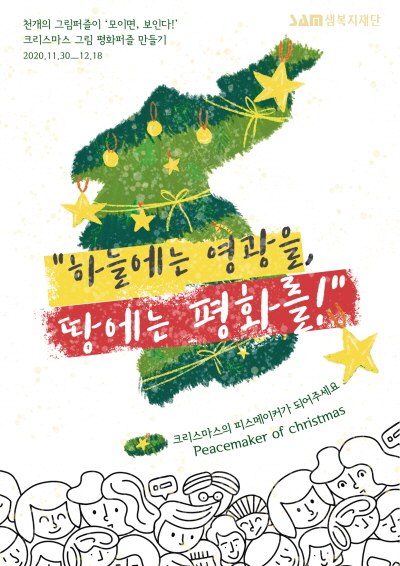 천개의 그림퍼즐이 '모이면, 보인다!'
SAM샘복지재단
크리스마스 그림 평화퍼즐 만들기
2020.11.30—12.18
"하늘에는 영광을,
땅에는 평화를!"
크리스마스의 피스메이커가 되어주세요.
Peacemaker of christmas